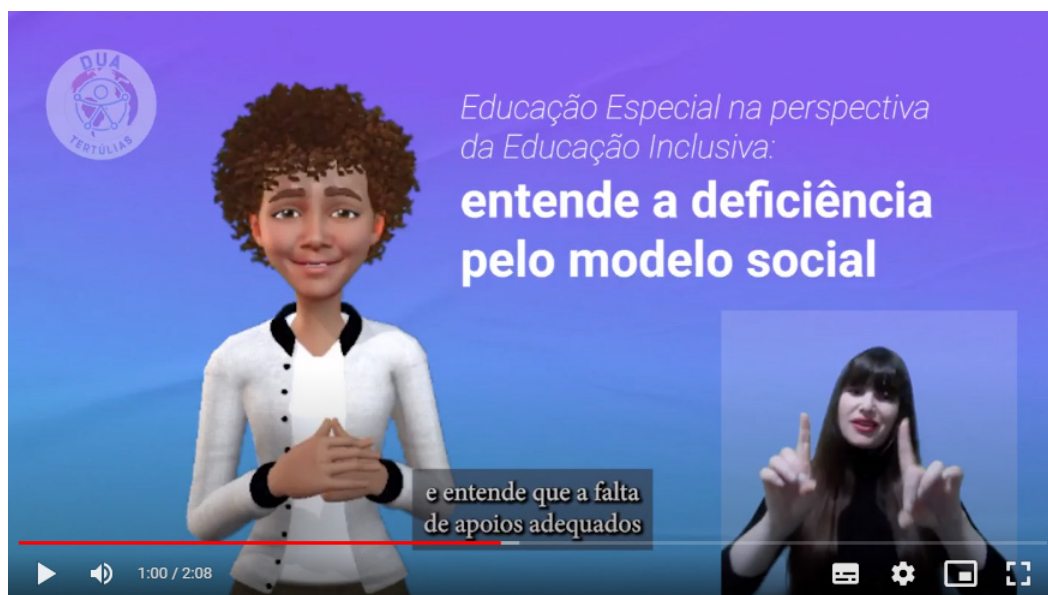 DUA
TERTÚLIAS
Educação Especial na perspectiva
da Educação Inclusiva:
entende a deficiência
pelo modelo social
e entende que a falta
de apoios adequados
1:00 / 2:08